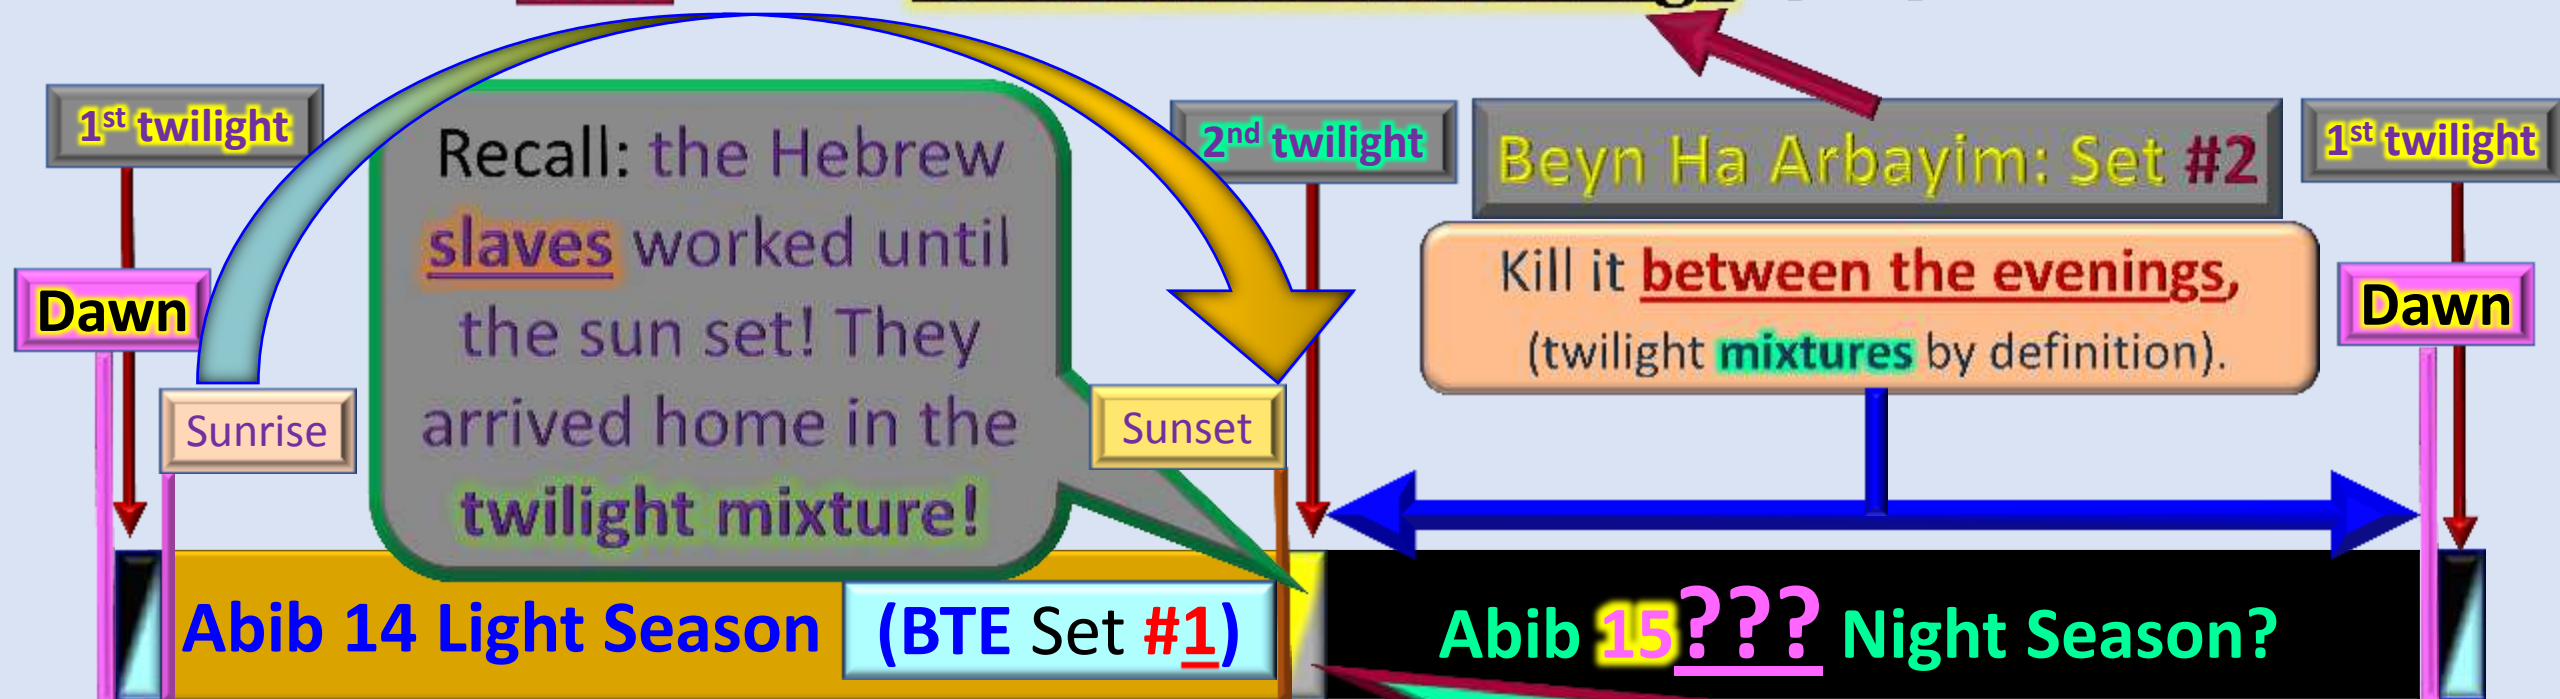 1st twilight
Recall: the Hebrew
slaves worked until
the sun set! They
arrived home in the
twilight mixture!
2nd twilight
Beyn Ha Arbayim: Set #2
1st twilight
Dawn
Kill it between the evenings,
(twilight mixtures by definition).
Dawn
Sunrise
Sunset
Abib 14 Light Season (BTE Set #1)
Abib 15??? Night Season?